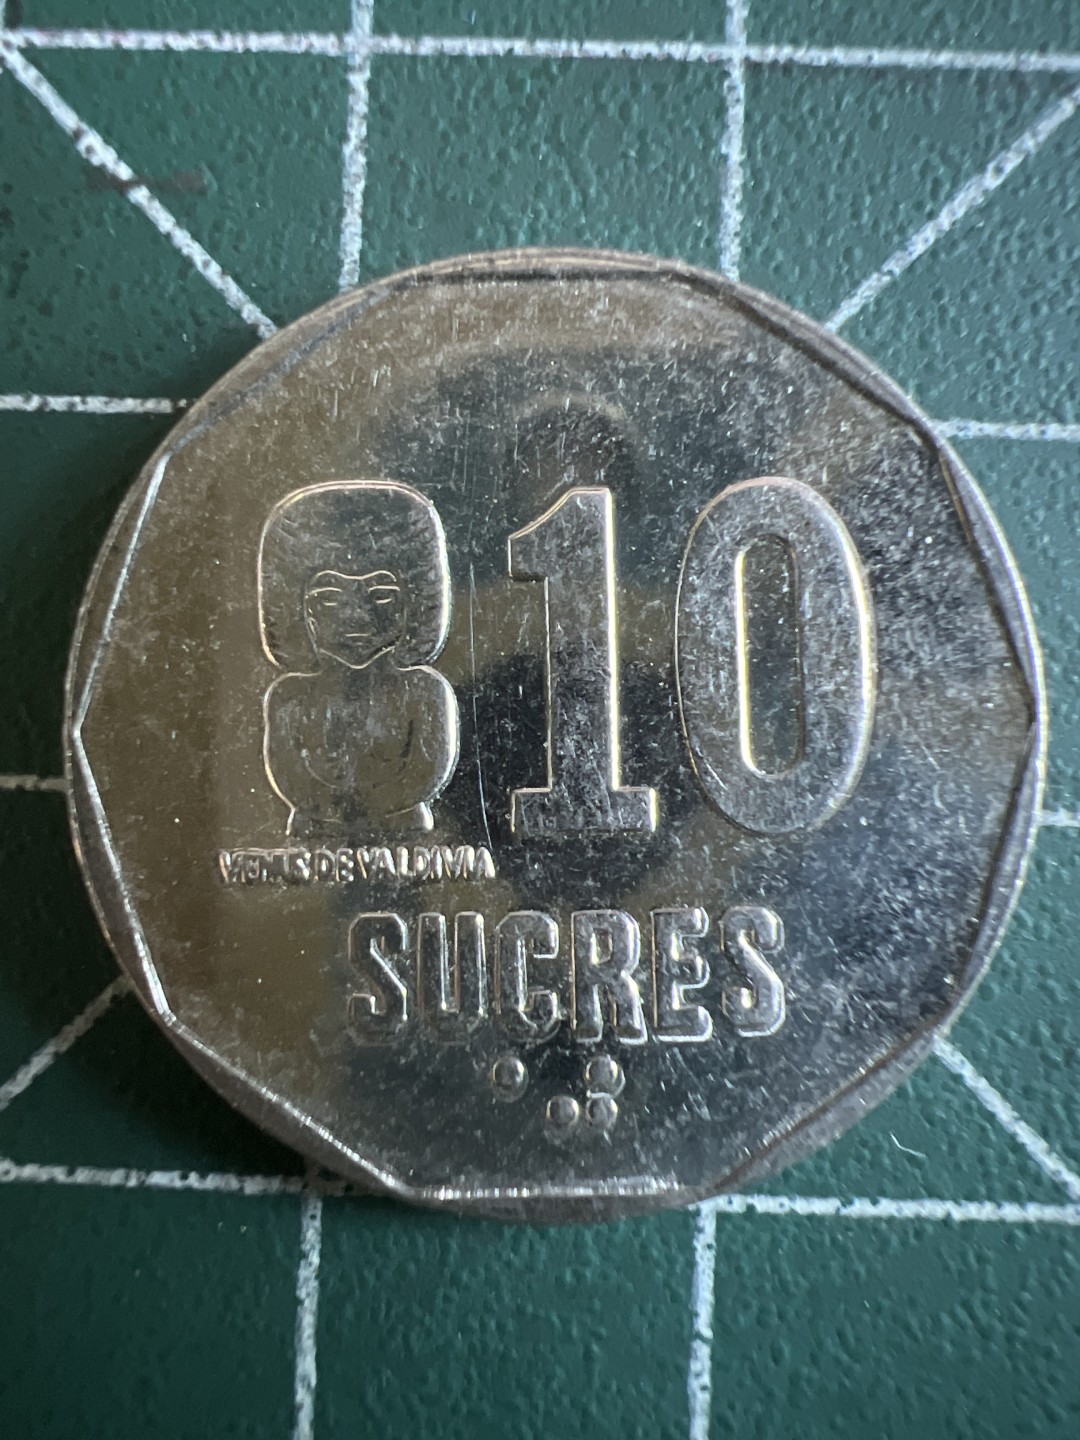 10
VENUS DE VALDIVIA
SUCRES
⠁⠚